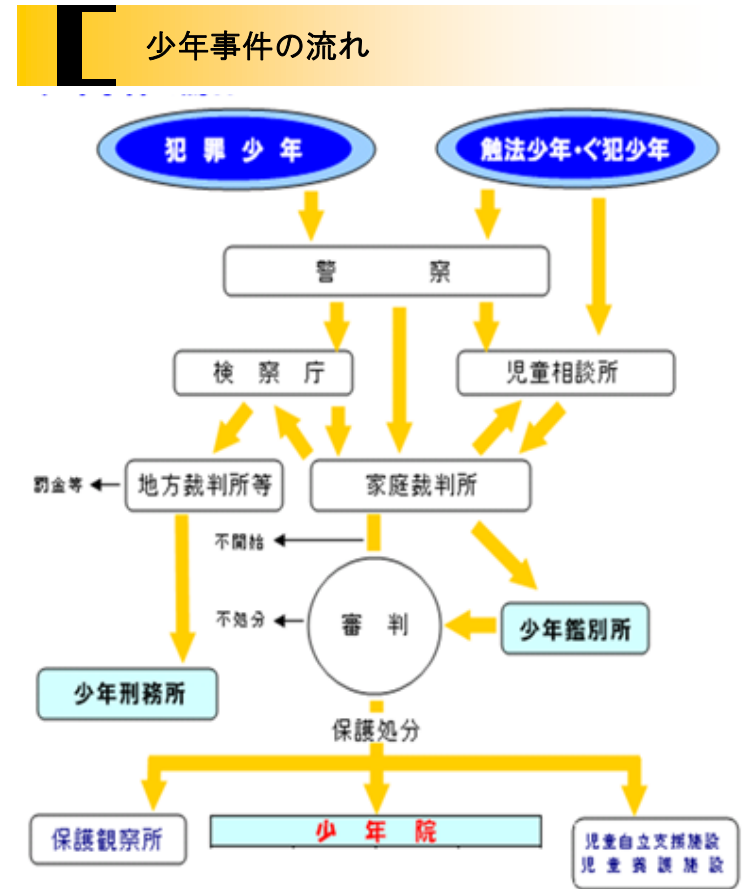 少年事件の流れ
犯罪少年
触法少年・ぐ犯少年
警察
検察庁
児童相談所
罰金等
地方裁判所等
家庭裁判所
不開始
不処分
審判
少年鑑別所
少年刑務所
保護処分
保護観察所
少年院
児童自立支援施設
児童養護施設